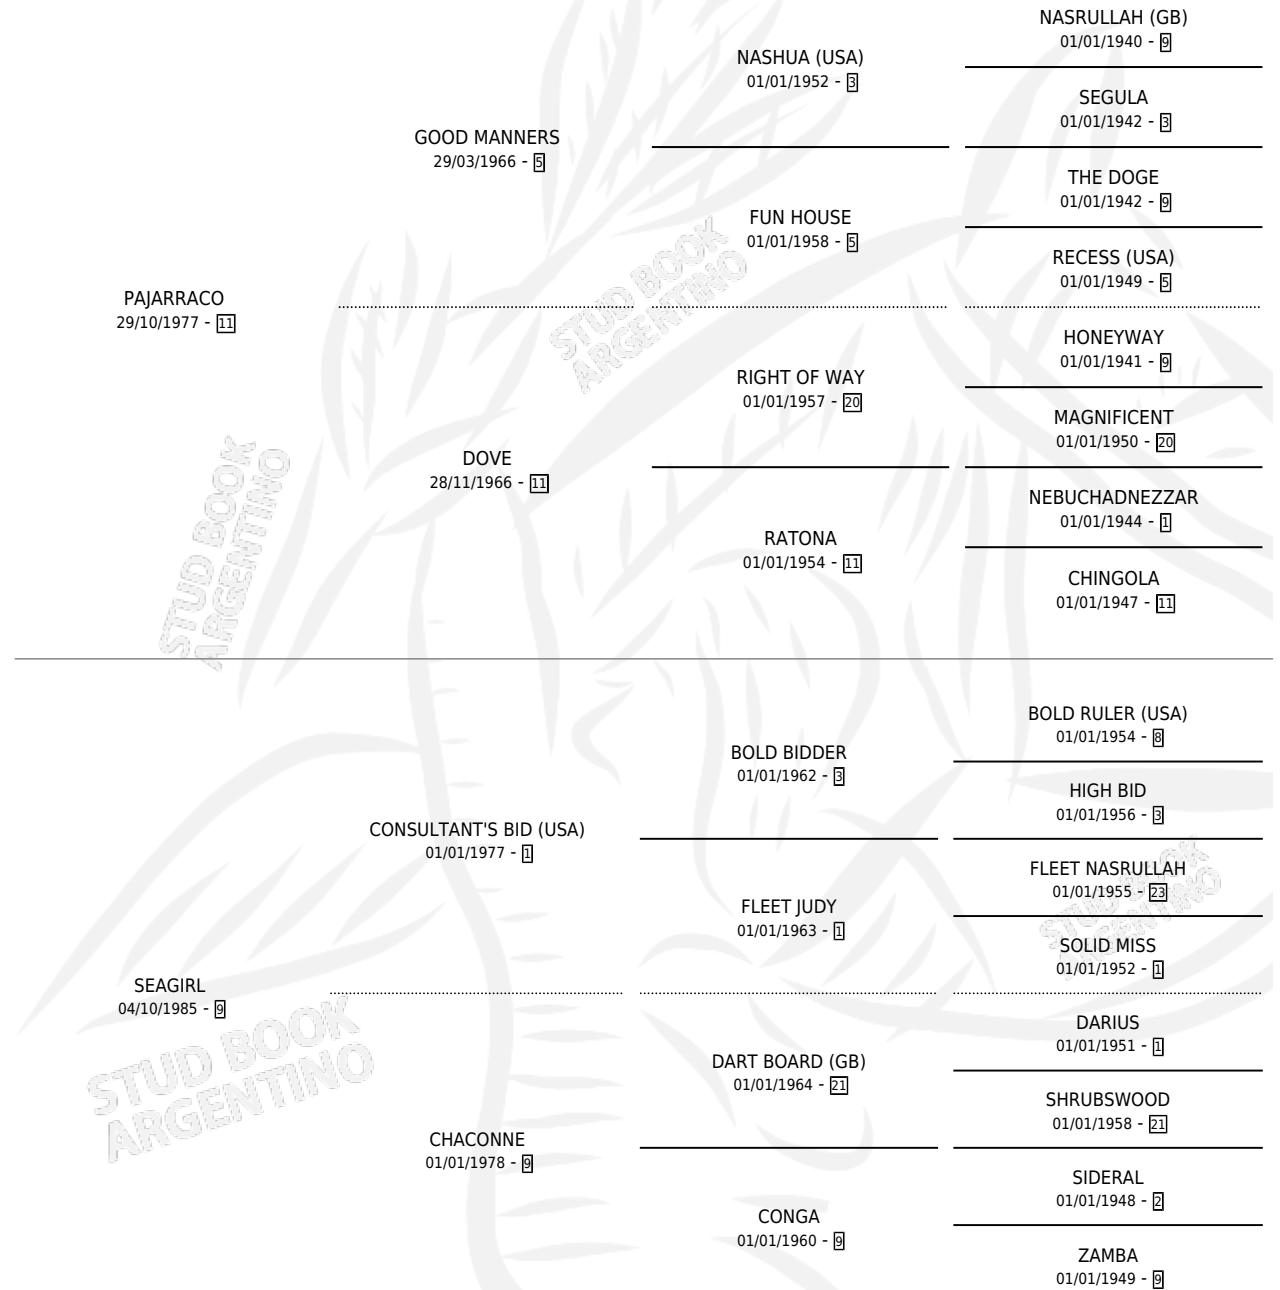 NASRULLAH (GB)
01/01/1940 - 9
NASHUA (USA)
01/01/1952 - 3
SEGULA
01/01/1942 - 3
GOOD MANNERS
29/03/1966 - 5
THE DOGE
01/01/1942 - 9
FUN HOUSE
01/01/1958 - 5
RECESS (USA)
01/01/1949 - 5
PAJARRACO
29/10/1977 - 11
HONEYWAY
01/01/1941 - 9
RIGHT OF WAY
01/01/1957 - 20
MAGNIFICENT
01/01/1950 - 20
DOVE
28/11/1966 - 11
NEBUCHADNEZZAR
01/01/1944 - 1
RATONA
01/01/1954 - 11
CHINGOLA
01/01/1947 - 11
BOLD RULER (USA)
01/01/1954 - 8
BOLD BIDDER
01/01/1962 - 3
HIGH BID
01/01/1956 - 3
CONSULTANT'S BID (USA)
01/01/1977 - 1
FLEET NASRULLAH
01/01/1955 - 23
FLEET JUDY
01/01/1963 - 1
SOLID MISS
01/01/1952 - 1
SEAGIRL
04/10/1985 - 9
DARIUS
01/01/1951 - 1
DART BOARD (GB)
01/01/1964 - 21
SHRUBSWOOD
01/01/1958 - 21
CHACONNE
01/01/1978 - 9
SIDERAL
01/01/1948 - 2
CONGA
01/01/1960 - 9
ZAMBA
01/01/1949 - 9
STUD BOOK
ARGENTINO
STUD BOOK
ARGENTINO
STUD BOOK
ARGENTINO
STUD BOOK
ARGENTINO